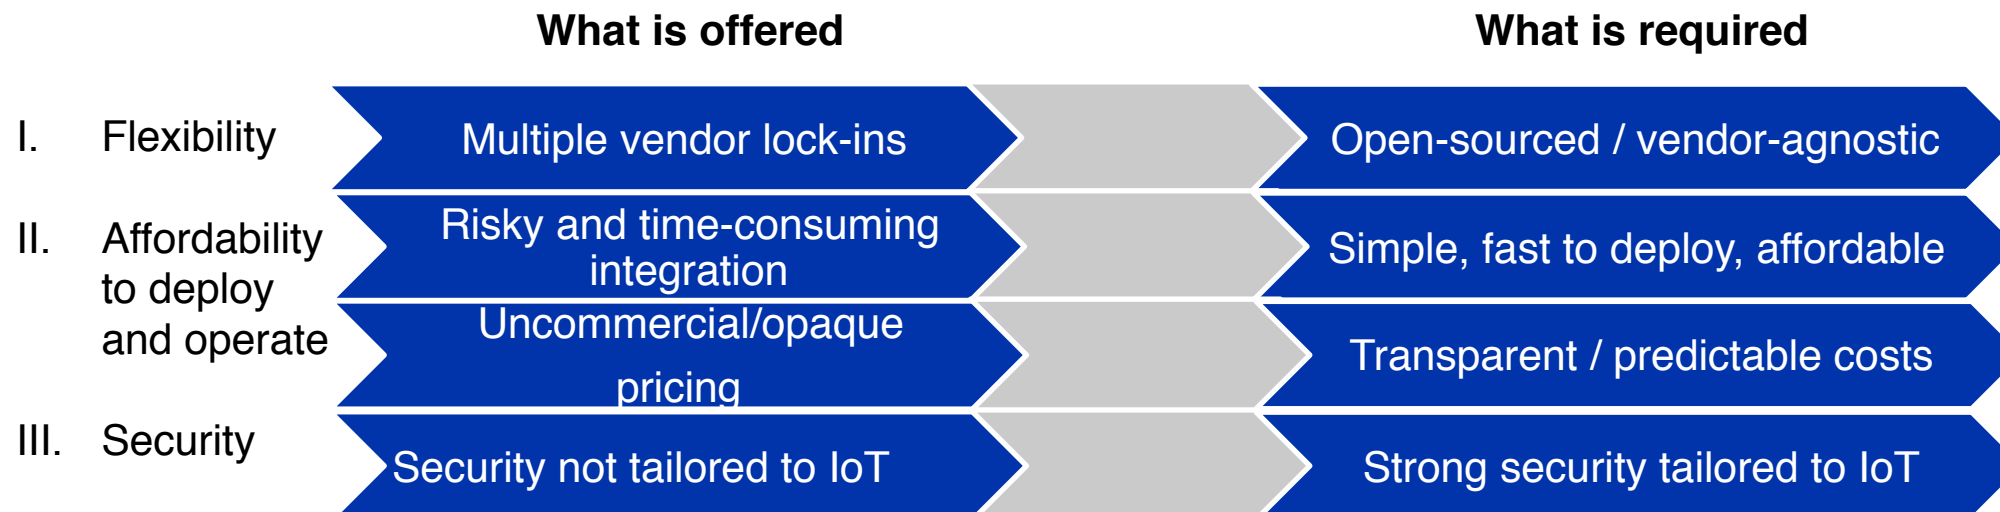 What is offered
What is required
I. Flexibility
Multiple vendor lock-ins
Open-sourced / vendor-agnostic
II. Affordability
to deploy
and operate
Risky and time-consuming
integration
Simple, fast to deploy, affordable
Uncommercial/opaque
pricing
Transparent / predictable costs
III. Security
Security not tailored to IoT
Strong security tailored to IoT